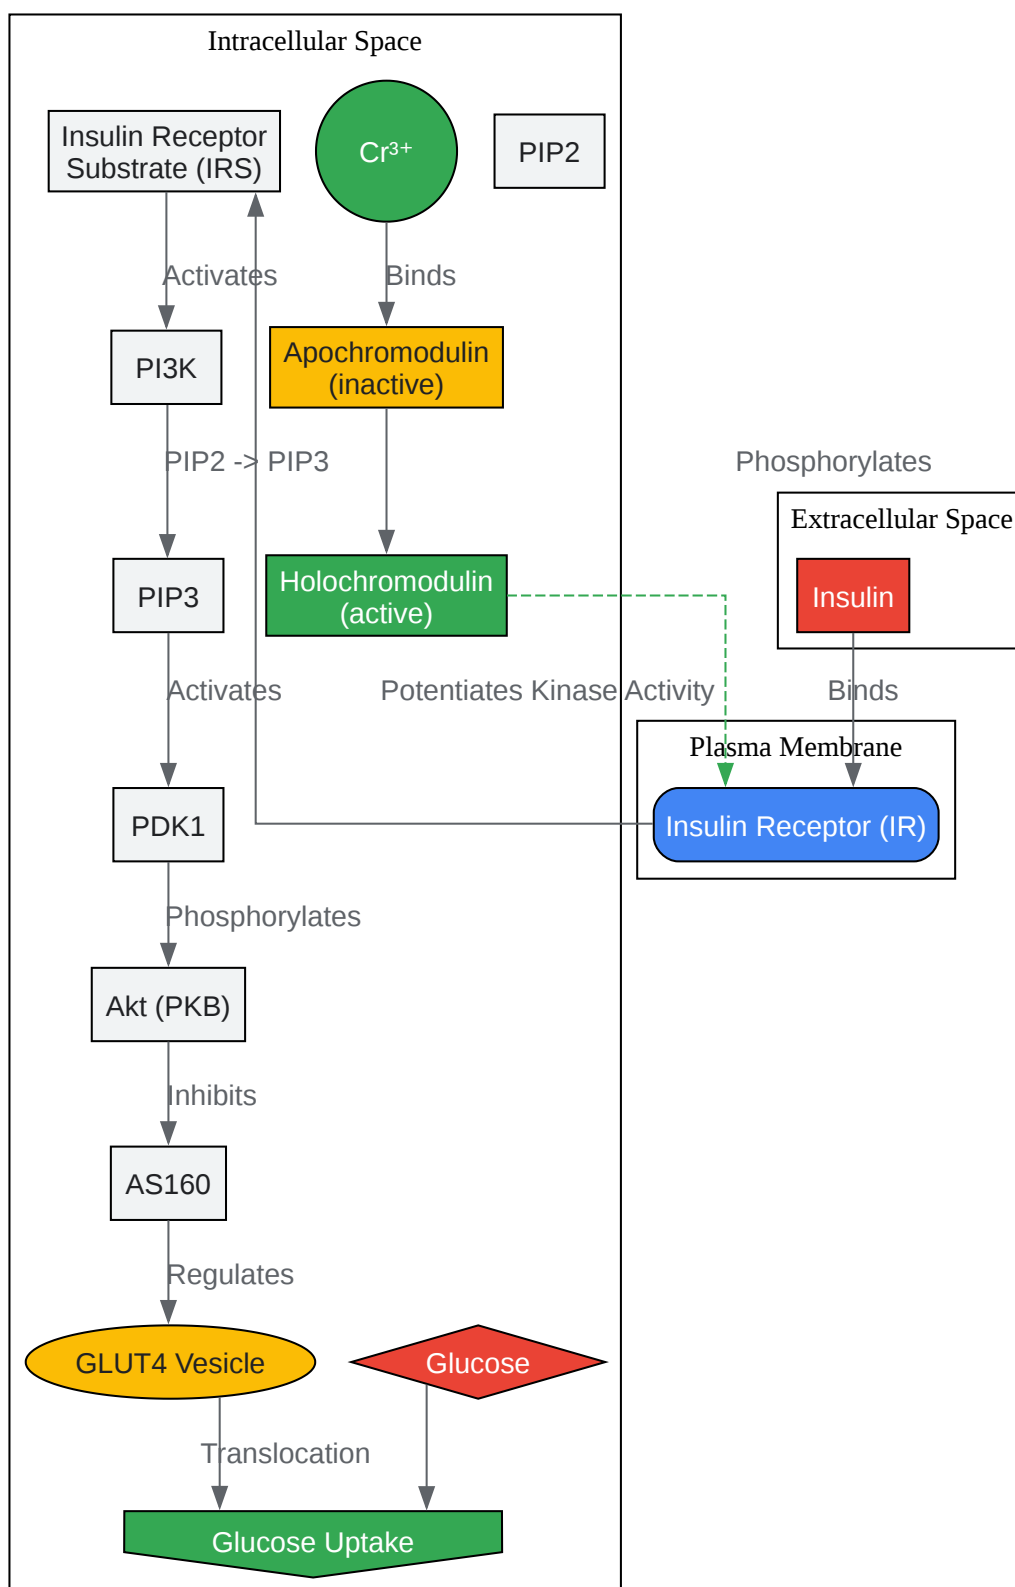 Intracellular Space
Insulin Receptor
Substrate (IRS)
Cr³⁺
PIP2
Activates
Binds
PI3K
Apochromodulin
(inactive)
PIP2 -> PIP3
Phosphorylates
Extracellular Space
PIP3
Holochromodulin
(active)
Insulin
Activates
Potentiates Kinase Activity
Binds
Plasma Membrane
PDK1
Insulin Receptor (IR)
Phosphorylates
Akt (PKB)
Inhibits
AS160
Regulates
GLUT4 Vesicle
Glucose
Translocation
Glucose Uptake